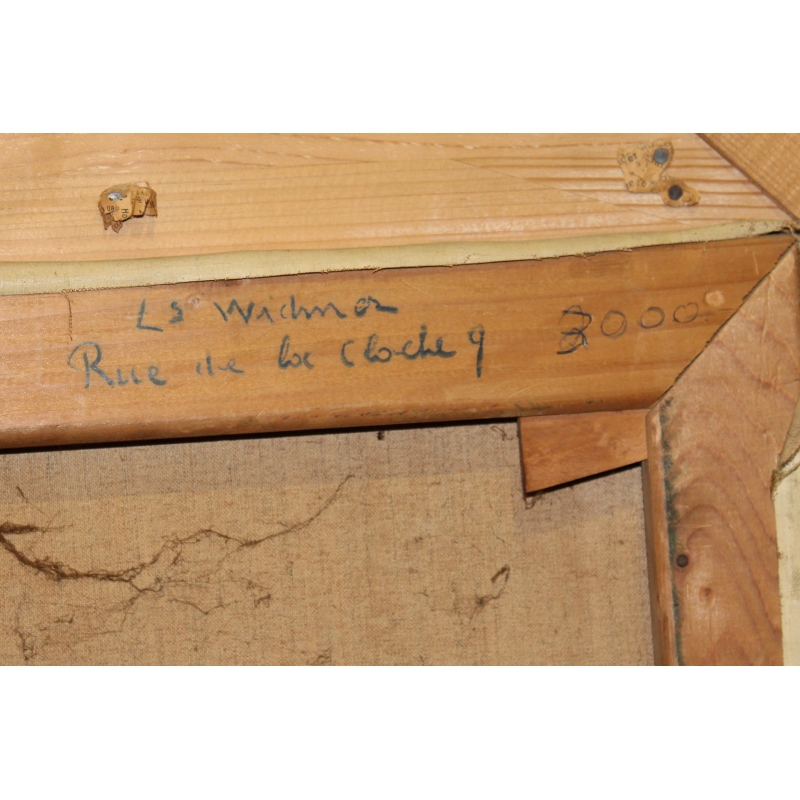 Ls Widmer 3000.-
Rue de la Cloche 9